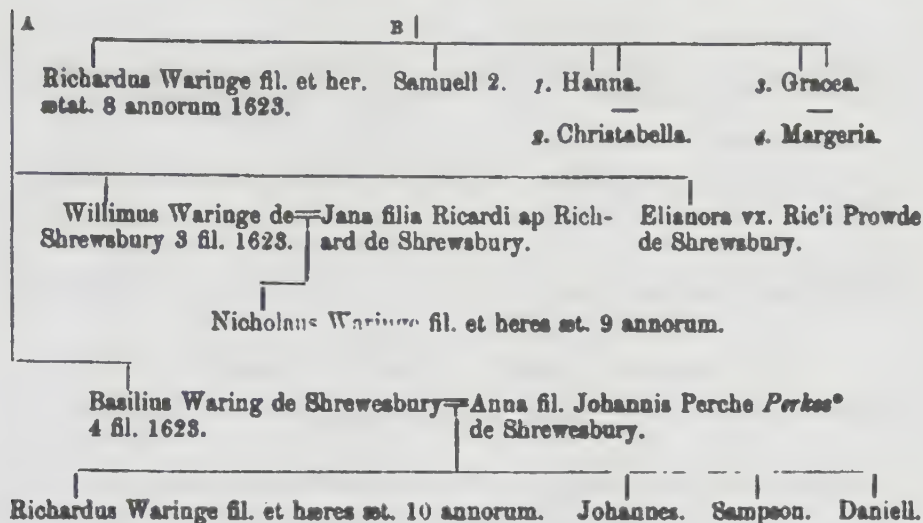 A
B
Richardus Waringe fil. et her.
ætat. 8 annorum 1623.
Samuell 2.
1. Hanna.
2. Christabella.
3. Gracea.
4. Margeria.
Willimus Waringe de
Shrewsbury 3 fil. 1623.
Jana filia Ricardi ap Rich-
ard de Shrewsbury.
Elianora vx. Ric'i Prowde
de Shrewsbury.
Nicholaus Waringe fil. et heres æt. 9 annorum.
Basilius Waring de Shrewesbury
4 fil. 1623.
Anna fil. Johannis Perche Perkes*
de Shrewesbury.
Richardus Waringe fil. et hæres æt. 10 annorum.
Johannes.
Sampson.
Daniell.